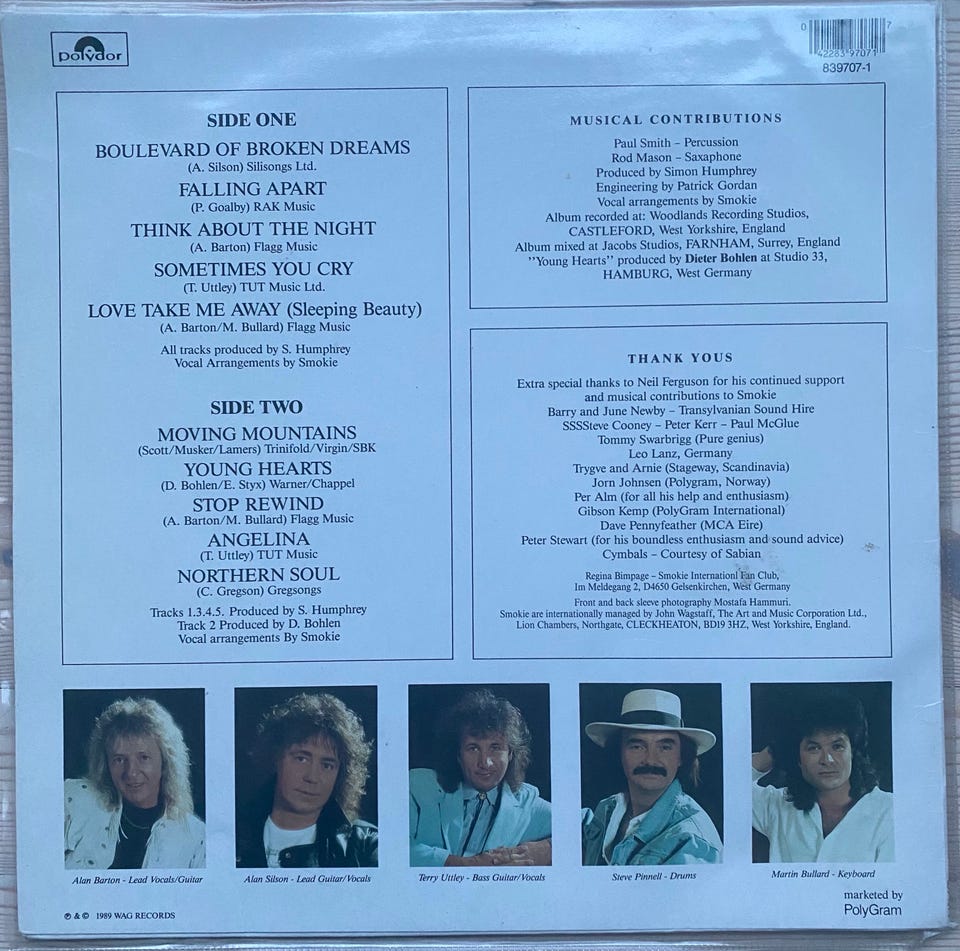 polydor
0 42283 97071 7
839707-1
SIDE ONE
BOULEVARD OF BROKEN DREAMS
(A. Silson) Silisongs Ltd.
FALLING APART
(P. Goalby) RAK Music
THINK ABOUT THE NIGHT
(A. Barton) Flagg Music
SOMETIMES YOU CRY
(T. Uttley) TUT Music Ltd.
LOVE TAKE ME AWAY (Sleeping Beauty)
(A. Barton/M. Bullard) Flagg Music
All tracks produced by S. Humphrey
Vocal Arrangements by Smokie
SIDE TWO
MOVING MOUNTAINS
(Scott/Musker/Lamers) Trinifold/Virgin/SBK
YOUNG HEARTS
(D. Bohlen/E. Styx) Warner/Chappel
STOP REWIND
(A. Barton/M. Bullard) Flagg Music
ANGELINA
(T. Uttley) TUT Music
NORTHERN SOUL
(C. Gregson) Gregsongs
Tracks 1.3.4.5. Produced by S. Humphrey
Track 2 Produced by D. Bohlen
Vocal arrangements By Smokie
MUSICAL CONTRIBUTIONS
Paul Smith – Percussion
Rod Mason – Saxaphone
Produced by Simon Humphrey
Engineering by Patrick Gordan
Vocal arrangements by Smokie
Album recorded at: Woodlands Recording Studios,
CASTLEFORD, West Yorkshire, England
Album mixed at Jacobs Studios, FARNHAM, Surrey, England
''Young Hearts'' produced by Dieter Bohlen at Studio 33,
HAMBURG, West Germany
THANK YOUS
Extra special thanks to Neil Ferguson for his continued support
and musical contributions to Smokie
Barry and June Newby – Transylvanian Sound Hire
SSSSteve Cooney – Peter Kerr – Paul McGlue
Tommy Swarbrigg (Pure genius)
Leo Lanz, Germany
Trygve and Arnie (Stageway, Scandinavia)
Jorn Johnsen (Polygram, Norway)
Per Alm (for all his help and enthusiasm)
Gibson Kemp (PolyGram International)
Dave Pennyfeather (MCA Eire)
Peter Stewart (for his boundless enthusiasm and sound advice)
Cymbals – Courtesy of Sabian
Regina Bimpage – Smokie Internationl Fan Club,
Im Meldegang 2, D4650 Gelsenkirchen, West Germany
Front and back sleeve photography Mostafa Hammuri.
Smokie are internationally managed by John Wagstaff, The Art and Music Corporation Ltd.,
Lion Chambers, Northgate, CLECKHEATON, BD19 3HZ, West Yorkshire, England.
Alan Barton - Lead Vocals/Guitar
Alan Silson - Lead Guitar/Vocals
Terry Uttley - Bass Guitar/Vocals
Steve Pinnell - Drums
Martin Bullard - Keyboard
℗ & © 1989 WAG RECORDS
marketed by
PolyGram